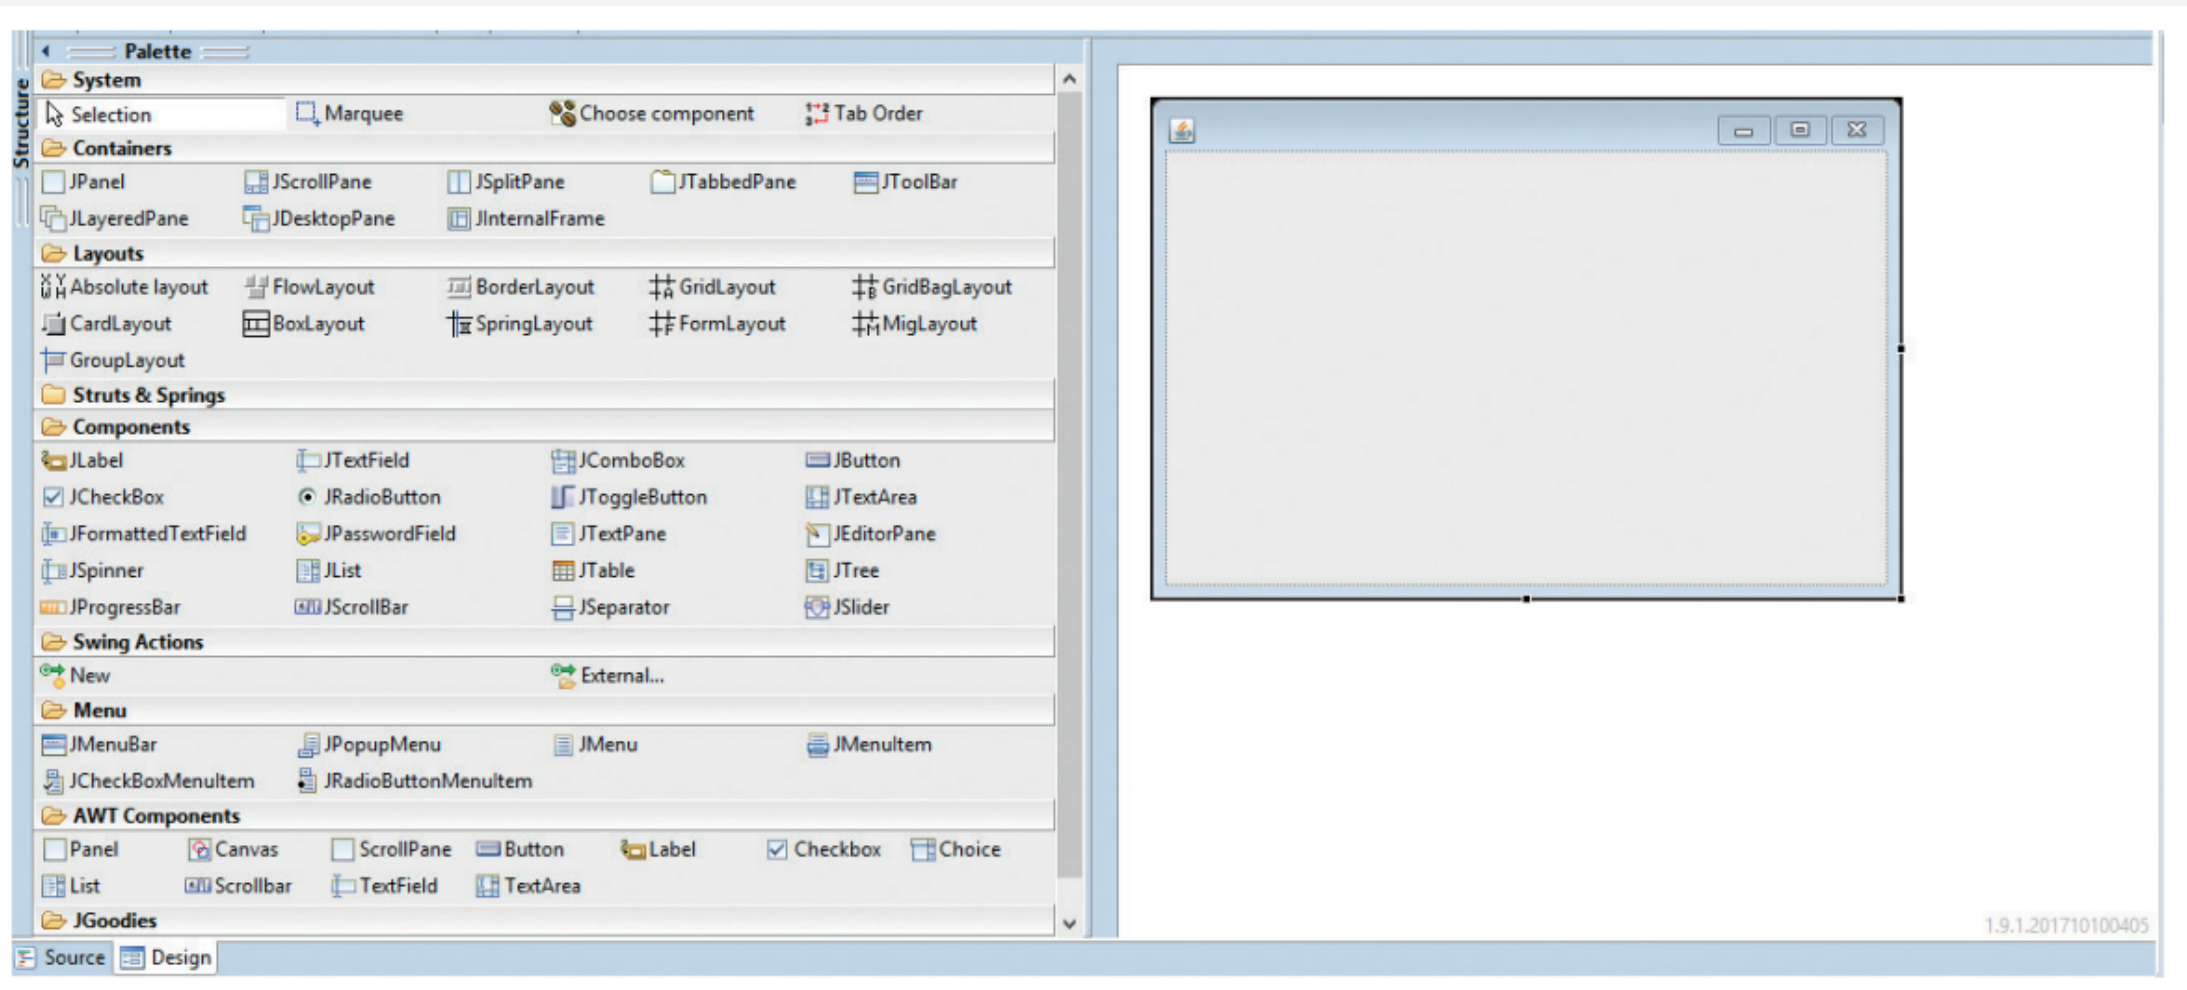 Structure
Palette
System
Selection Marquee Choose component Tab Order
Containers
JPanel JScrollPane JSplitPane JTabbedPane JToolBar
JLayeredPane JDesktopPane JInternalFrame
Layouts
Absolute layout FlowLayout BorderLayout GridLayout GridBagLayout
CardLayout BoxLayout SpringLayout FormLayout MigLayout
GroupLayout
Struts & Springs
Components
JLabel JTextField JComboBox JButton
JCheckBox JRadioButton JToggleButton JTextArea
JFormattedTextField JPasswordField JTextPane JEditorPane
JSpinner JList JTable JTree
JProgressBar JScrollBar JSeparator JSlider
Swing Actions
New External...
Menu
JMenuBar JPopupMenu JMenu JMenuItem
JCheckBoxMenuItem JRadioButtonMenuItem
AWT Components
Panel Canvas ScrollPane Button Label Checkbox Choice
List Scrollbar TextField TextArea
JGoodies
1.9.1.201710100405
Source Design